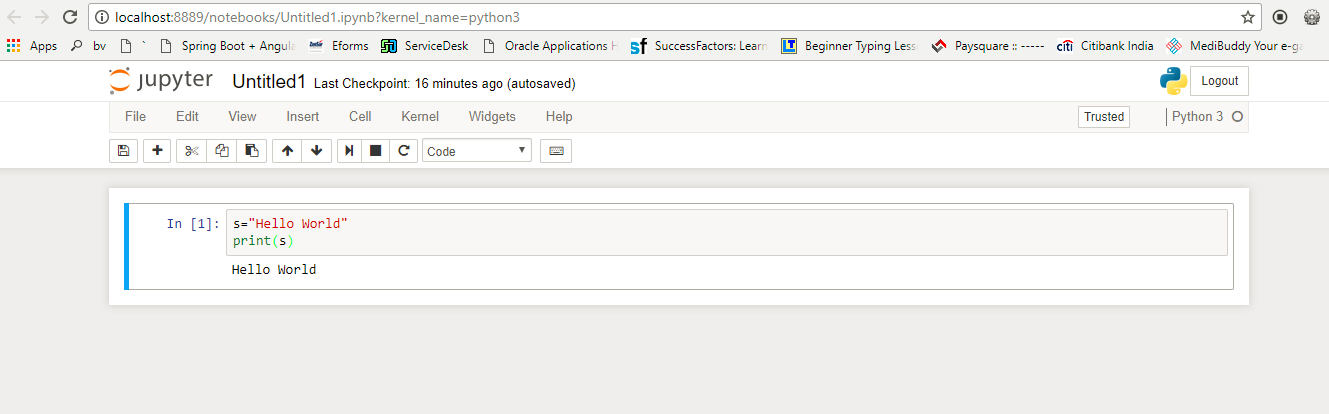 localhost:8889/notebooks/Untitled1.ipynb?kernel_name=python3
Apps bv ` Spring Boot + Angula Eforms ServiceDesk Oracle Applications H SuccessFactors: Learn Beginner Typing Less Paysquare :: ----- citi Citibank India MediBuddy Your e-ga
jupyter Untitled1 Last Checkpoint: 16 minutes ago (autosaved) Logout
File Edit View Insert Cell Kernel Widgets Help Trusted Python 3
Code
In [1]: s="Hello World"
print(s)
Hello World